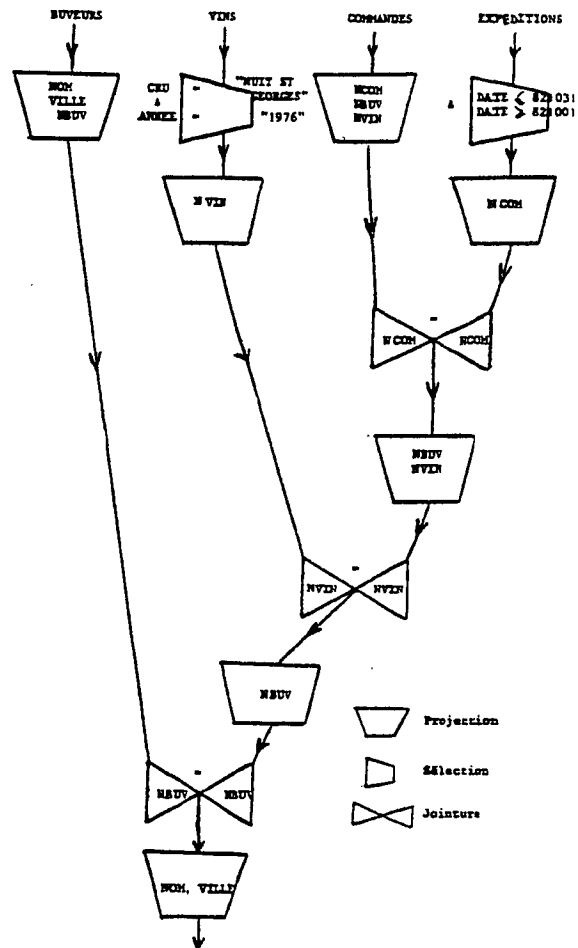 BUVEURS
VINS
COMMANDES
EXPEDITIONS
NOM
VILLE
NBUV
CRU = "NUIT ST GEORGES"
&
ANNEE = "1976"
NCOM
NBUV
NVIN
& DATE ≤ 821031
DATE ≥ 821001
NVIN
NCOM
=
NCOM NCOM
NBUV
NVIN
=
NVIN NVIN
NBUV
Projection
Sélection
=
NBUV NBUV
Jointure
NOM, VILLE